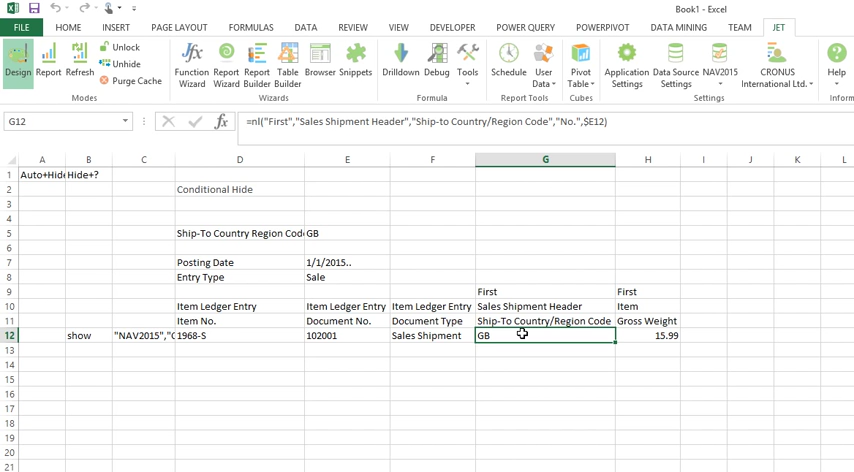 Book1 - Excel
FILE HOME INSERT PAGE LAYOUT FORMULAS DATA REVIEW VIEW DEVELOPER POWER QUERY POWERPIVOT DATA MINING TEAM JET
Design Report Refresh Unlock Unhide Purge Cache
Function Wizard Report Wizard Report Builder Table Builder Browser Snippets
Drilldown Debug Tools
Schedule User Data
Pivot Table
Application Settings Data Source Settings NAV2015 CRONUS International Ltd.
Help
Modes Wizards Formula Report Tools Cubes Settings
G12 fx =nl("First","Sales Shipment Header","Ship-to Country/Region Code","No.",$E12)
A B C D E F G H I J K L
1 Auto+Hide Hide+?
2 Conditional Hide
3
4
5 Ship-To Country Region Code GB
6
7 Posting Date 1/1/2015..
8 Entry Type Sale
9 First First
10 Item Ledger Entry Item Ledger Entry Item Ledger Entry Sales Shipment Header Item
11 Item No. Document No. Document Type Ship-To Country/Region Code Gross Weight
12 show "NAV2015","C 1968-S 102001 Sales Shipment GB 15.99
13
14
15
16
17
18
19
20
21